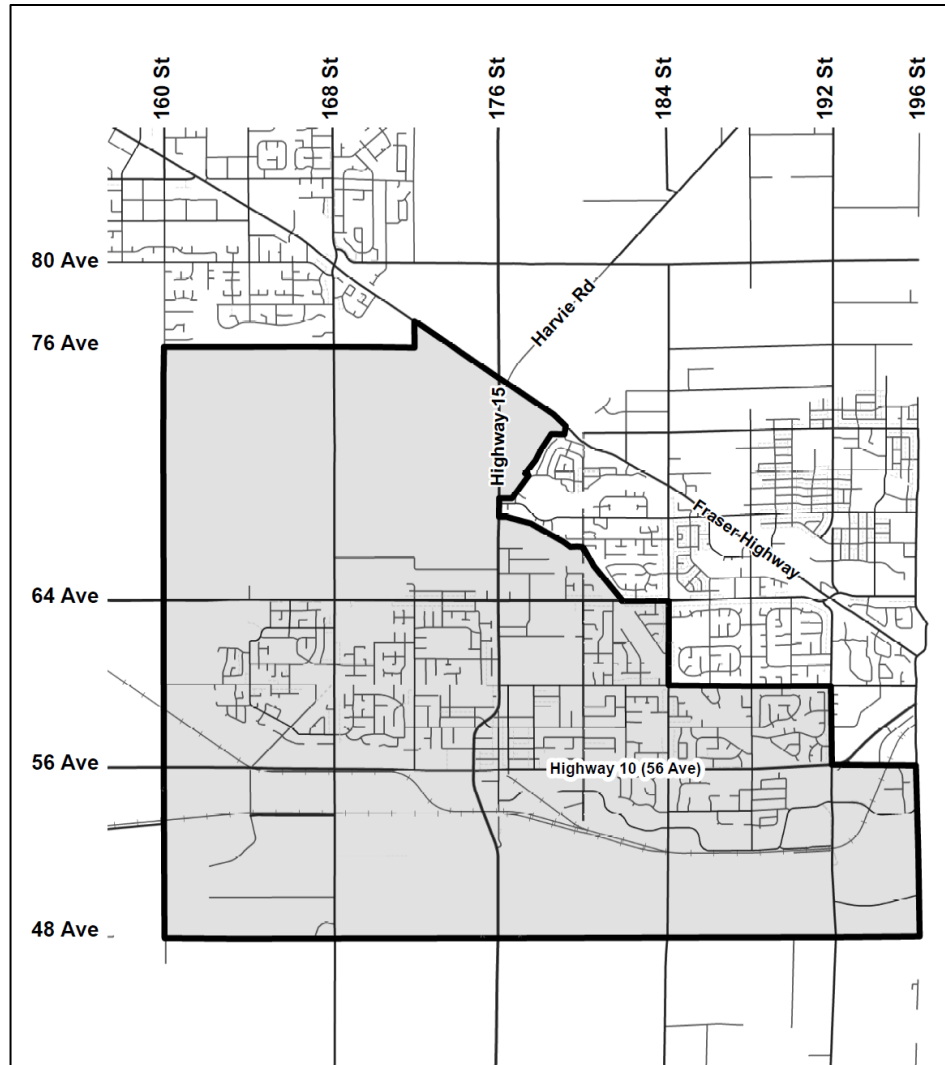 160 St
168 St
176 St
184 St
192 St
196 St
80 Ave
Harvie Rd
76 Ave
Highway 15
Fraser Highway
64 Ave
56 Ave
Highway 10 (56 Ave)
48 Ave